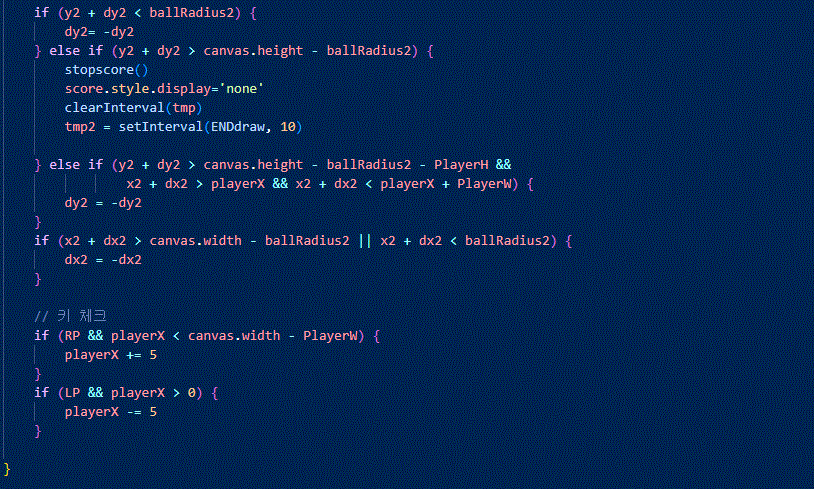 if (y2 + dy2 < ballRadius2) {
dy2= -dy2
} else if (y2 + dy2 > canvas.height - ballRadius2) {
stopscore()
score.style.display='none'
clearInterval(tmp)
tmp2 = setInterval(ENDdraw, 10)
} else if (y2 + dy2 > canvas.height - ballRadius2 - PlayerH &&
x2 + dx2 > playerX && x2 + dx2 < playerX + PlayerW) {
dy2 = -dy2
}
if (x2 + dx2 > canvas.width - ballRadius2 || x2 + dx2 < ballRadius2) {
dx2 = -dx2
}
// 키 체크
if (RP && playerX < canvas.width - PlayerW) {
playerX += 5
}
if (LP && playerX > 0) {
playerX -= 5
}
}